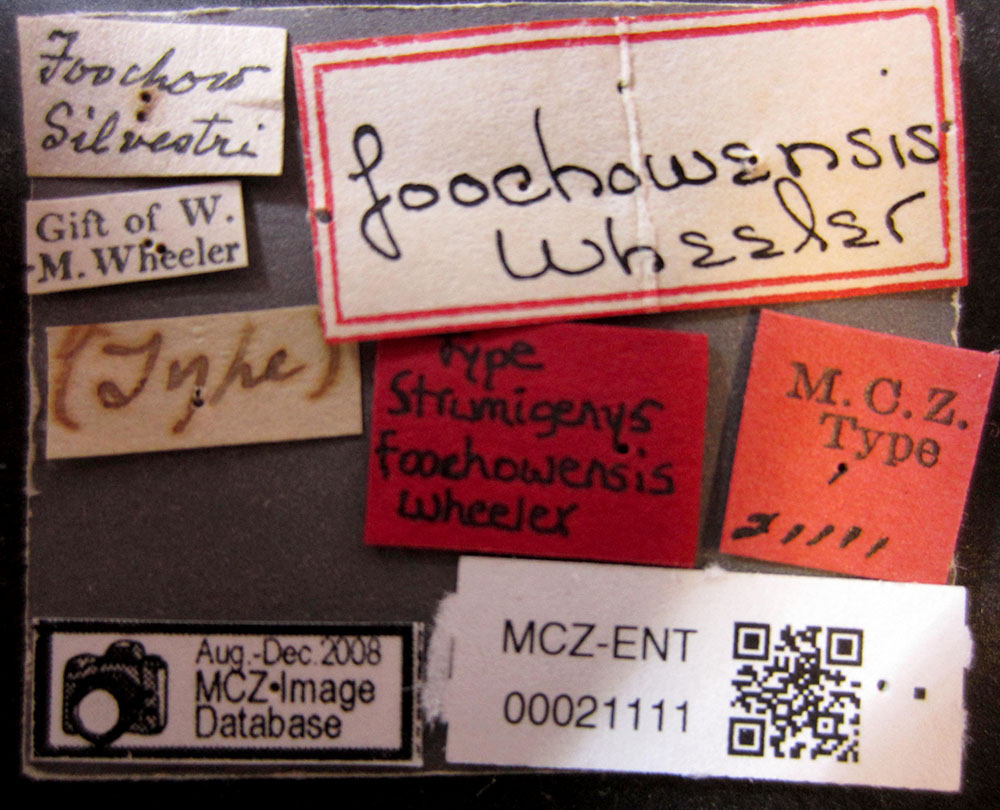 Foochow
Silvestri
foochowensis
Wheeler
Gift of W.
M. Wheeler
(Type)
Type
Strumigenys
foochowensis
Wheeler
M.C.Z.
Type
21111
Aug.-Dec. 2008
MCZ•Image
Database
MCZ-ENT
00021111